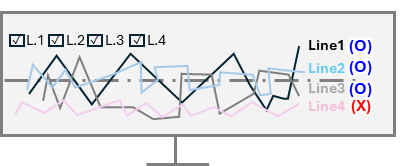 L.1 L.2 L.3 L.4
Line1 (O)
Line2 (O)
Line3 (O)
Line4 (X)